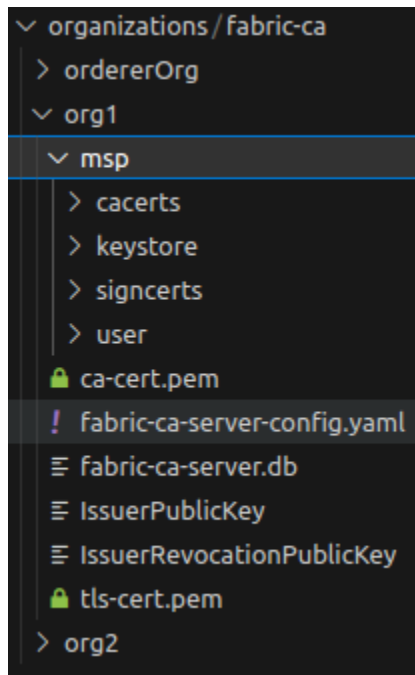 organizations/fabric-ca
ordererOrg
org1
msp
cacerts
keystore
signcerts
user
ca-cert.pem
! fabric-ca-server-config.yaml
fabric-ca-server.db
IssuerPublicKey
IssuerRevocationPublicKey
tls-cert.pem
org2